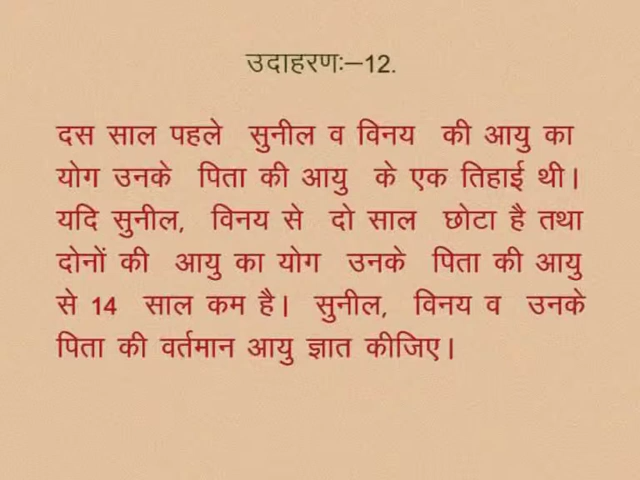 उदाहरणः–12.
दस साल पहले सुनील व विनय की आयु का
योग उनके पिता की आयु के एक तिहाई थी।
यदि सुनील, विनय से दो साल छोटा है तथा
दोनों की आयु का योग उनके पिता की आयु
से 14 साल कम है। सुनील, विनय व उनके
पिता की वर्तमान आयु ज्ञात कीजिए।